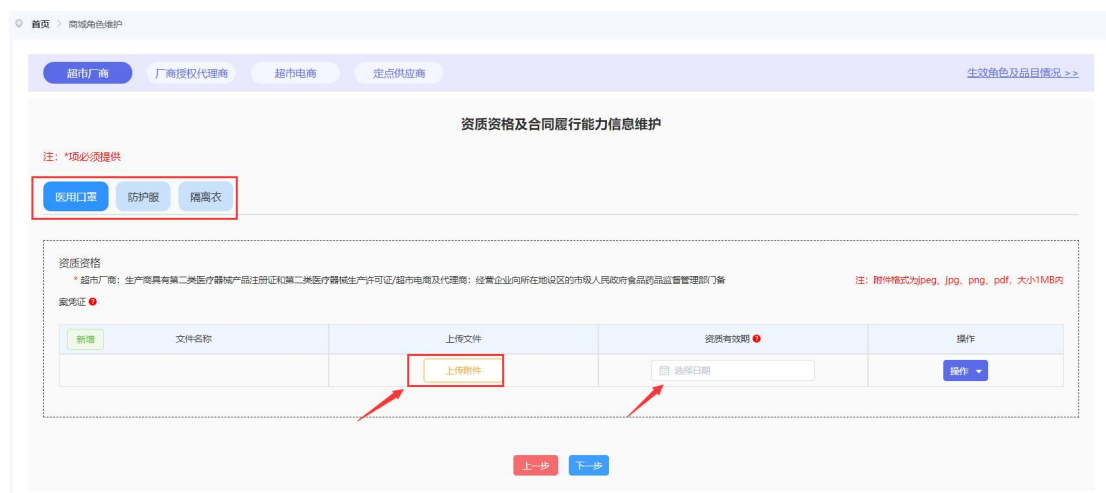 首页 > 商城角色维护
超市厂商 厂商授权代理商 超市电商 定点供应商 生效角色及品目情况 >>
资质资格及合同履行能力信息维护
注：*项必须提供
医用口罩 防护服 隔离衣
资质资格
* 超市厂商：生产商具有第二类医疗器械产品注册证和第二类医疗器械生产许可证/超市电商及代理商：经营企业向所在地设区的市级人民政府食品药品监督管理部门备 注：附件格式为jpeg、jpg、png、pdf，大小1MB内
案凭证
新增 文件名称 上传文件 资质有效期 操作
上传附件 选择日期 操作
上一步 下一步